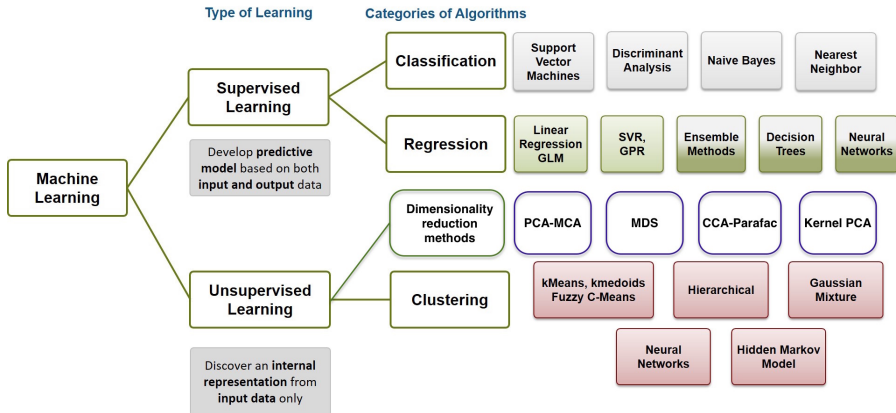 Type of Learning
Categories of Algorithms
Machine
Learning
Supervised
Learning
Develop predictive
model based on both
input and output data
Classification
Support
Vector
Machines
Discriminant
Analysis
Naive Bayes
Nearest
Neighbor
Regression
Linear
Regression
GLM
SVR,
GPR
Ensemble
Methods
Decision
Trees
Neural
Networks
Unsupervised
Learning
Discover an internal
representation from
input data only
Dimensionality
reduction
methods
PCA-MCA
MDS
CCA-Parafac
Kernel PCA
Clustering
kMeans, kmedoids
Fuzzy C-Means
Hierarchical
Gaussian
Mixture
Neural
Networks
Hidden Markov
Model